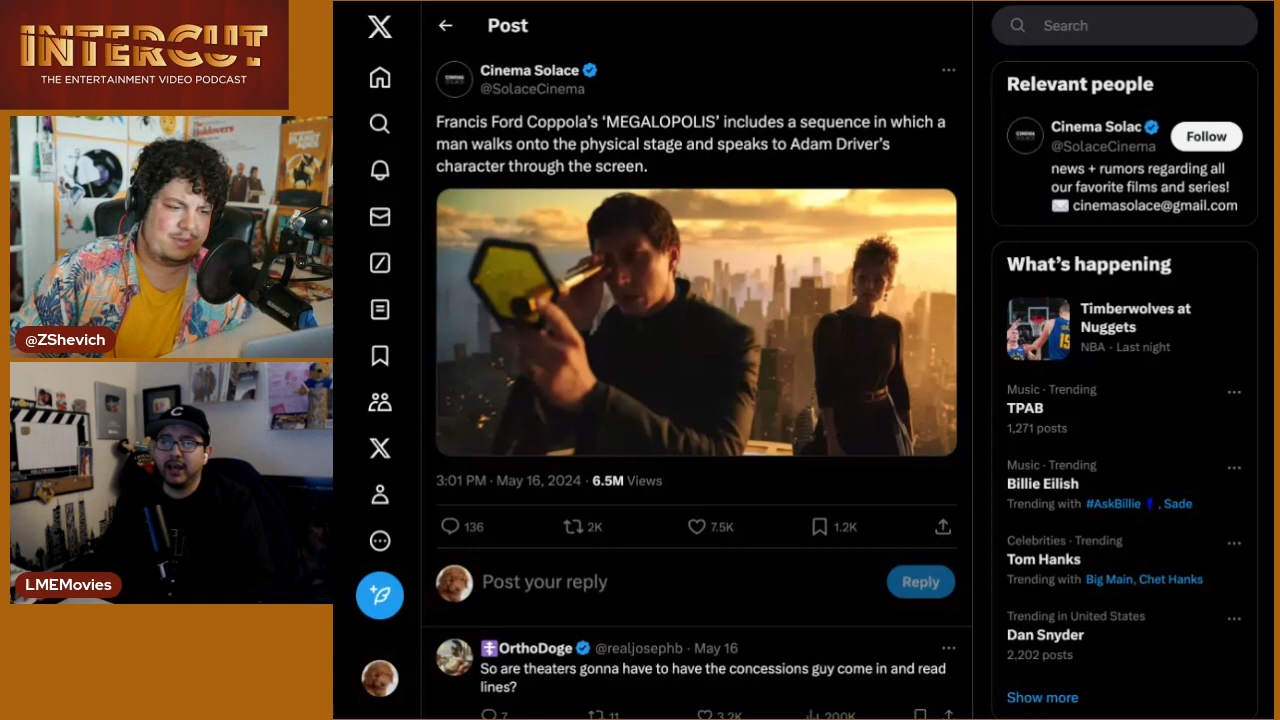 INTERCUT
THE ENTERTAINMENT VIDEO PODCAST
@ZShevich
LMEMovies
Post
Cinema Solace
@SolaceCinema
Francis Ford Coppola's ‘MEGALOPOLIS’ includes a sequence in which a
man walks onto the physical stage and speaks to Adam Driver's
character through the screen.
3:01 PM · May 16, 2024 · 6.5M Views
136
2K
7.5K
1.2K
Post your reply
Reply
OrthoDoge @realjosephb · May 16
So are theaters gonna have to have the concessions guy come in and read
lines?
7
11
3.2K
200K
Search
Relevant people
Cinema Solac
@SolaceCinema
Follow
news + rumors regarding all
our favorite films and series!
cinemasolace@gmail.com
What's happening
Timberwolves at
Nuggets
NBA · Last night
Music · Trending
TPAB
1,271 posts
Music · Trending
Billie Eilish
Trending with #AskBillie , Sade
Celebrities · Trending
Tom Hanks
Trending with Big Main, Chet Hanks
Trending in United States
Dan Snyder
2,202 posts
Show more